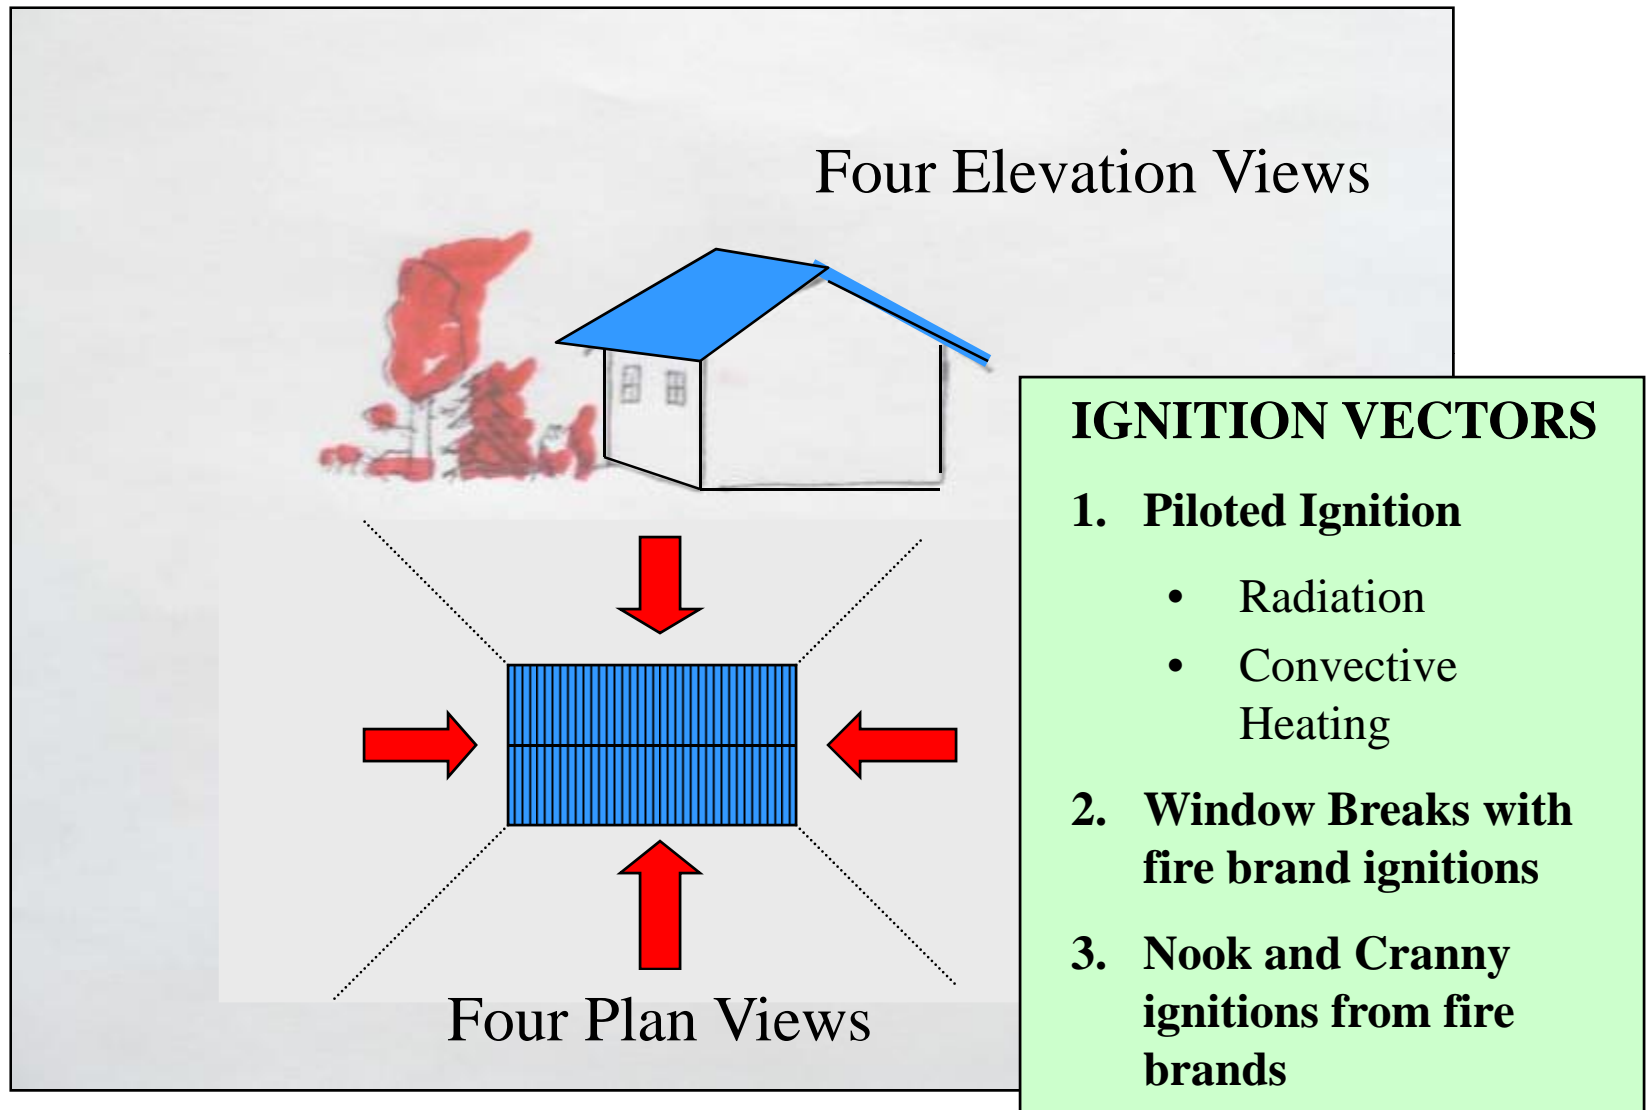 Four Elevation Views
IGNITION VECTORS
1. Piloted Ignition
• Radiation
• Convective
Heating
2. Window Breaks with
fire brand ignitions
3. Nook and Cranny
ignitions from fire
brands
Four Plan Views